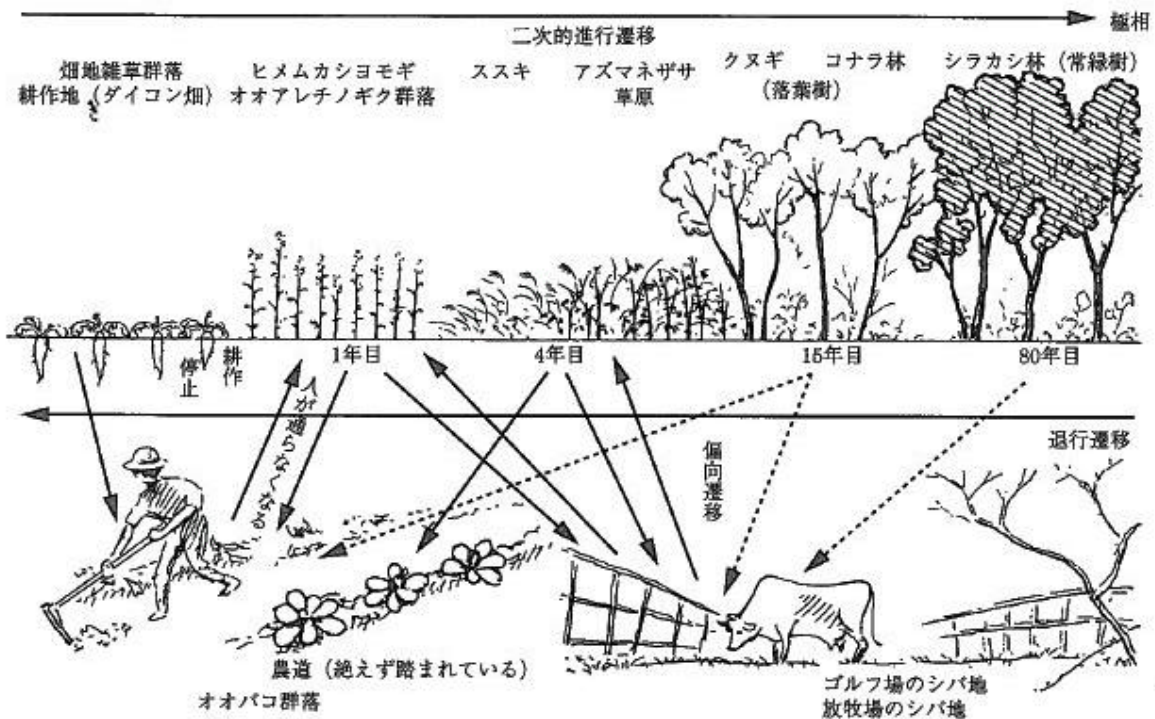 極相
二次的進行遷移
畑地雑草群落
耕作地(ダイコン畑)
ヒメムカシヨモギ
オオアレチノギク群落
ススキ
アズマネザサ
草原
クヌギ コナラ林
(落葉樹)
シラカシ林(常緑樹)
耕作
停止
1年目
4年目
15年目
80年目
人が通らなくなる
偏向遷移
退行遷移
農道(絶えず踏まれている)
オオバコ群落
ゴルフ場のシバ地
放牧場のシバ地